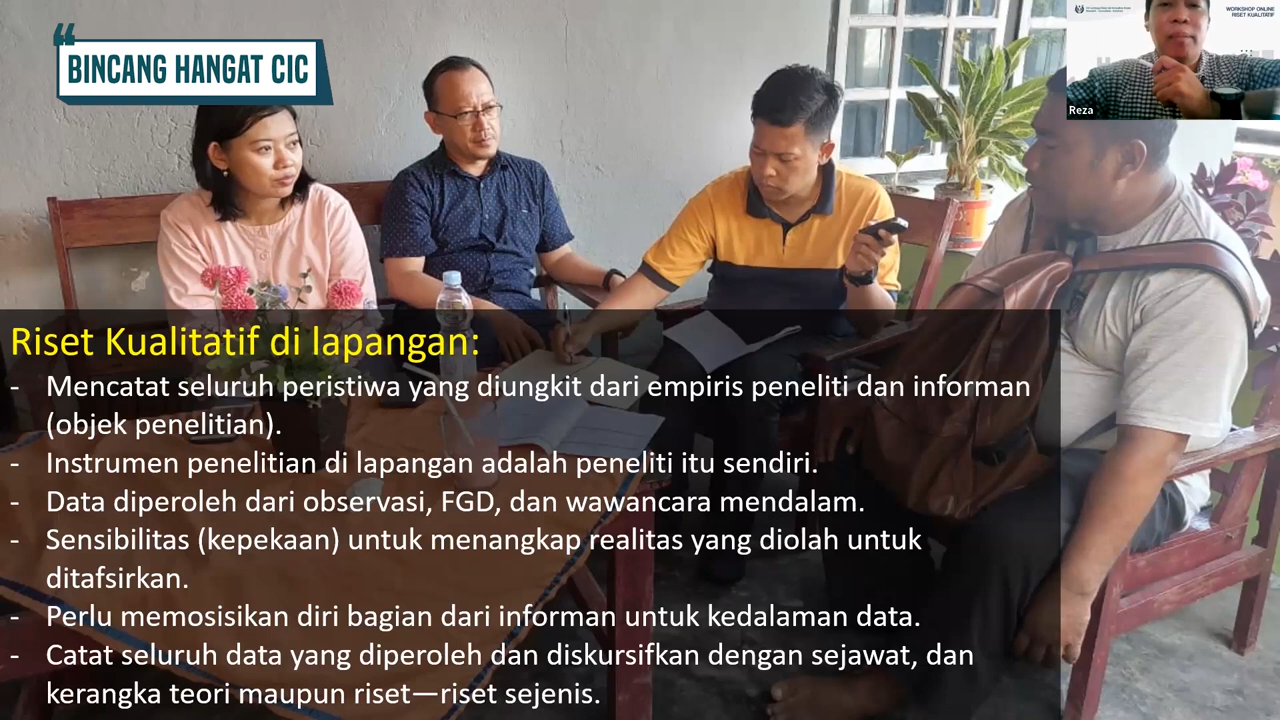 BINCANG HANGAT CIC
WORKSHOP ONLINE
RISET KUALITATIF
Reza
Riset Kualitatif di lapangan:
- Mencatat seluruh peristiwa yang diungkit dari empiris peneliti dan informan
(objek penelitian).
- Instrumen penelitian di lapangan adalah peneliti itu sendiri.
- Data diperoleh dari observasi, FGD, dan wawancara mendalam.
- Sensibilitas (kepekaan) untuk menangkap realitas yang diolah untuk
ditafsirkan.
- Perlu memosisikan diri bagian dari informan untuk kedalaman data.
- Catat seluruh data yang diperoleh dan diskursifkan dengan sejawat, dan
kerangka teori maupun riset—riset sejenis.